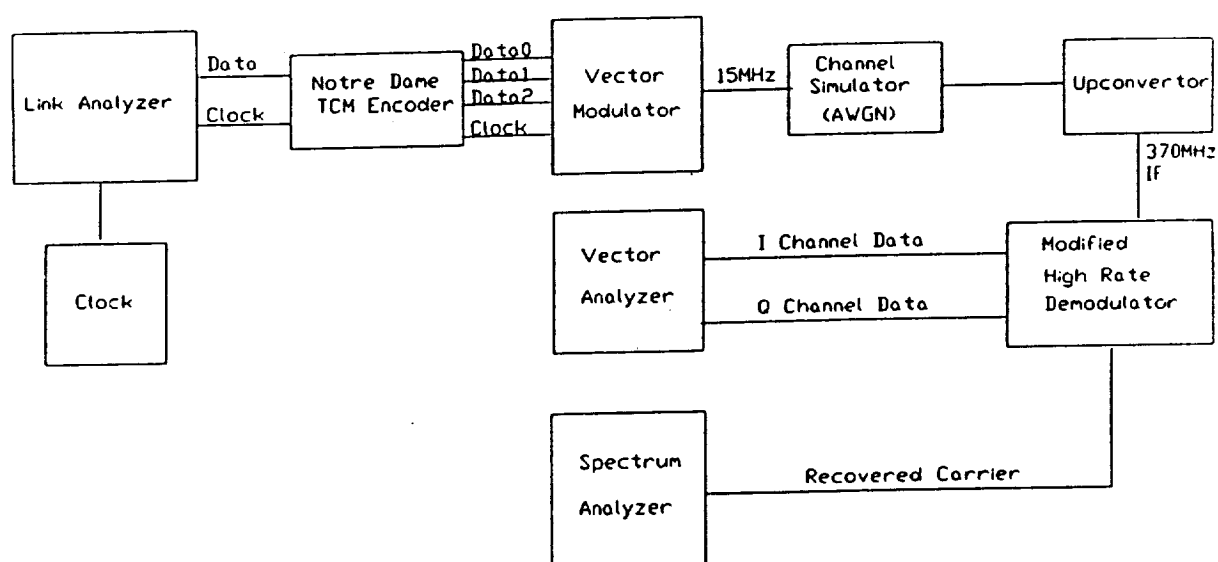 Link Analyzer
Data
Clock
Notre Dame
TCM Encoder
Data0
Data1
Data2
Clock
Vector
Modulator
15MHz
Channel
Simulator
(AWGN)
Upconvertor
370MHz
IF
Clock
Vector
Analyzer
I Channel Data
Q Channel Data
Modified
High Rate
Demodulator
Spectrum
Analyzer
Recovered Carrier